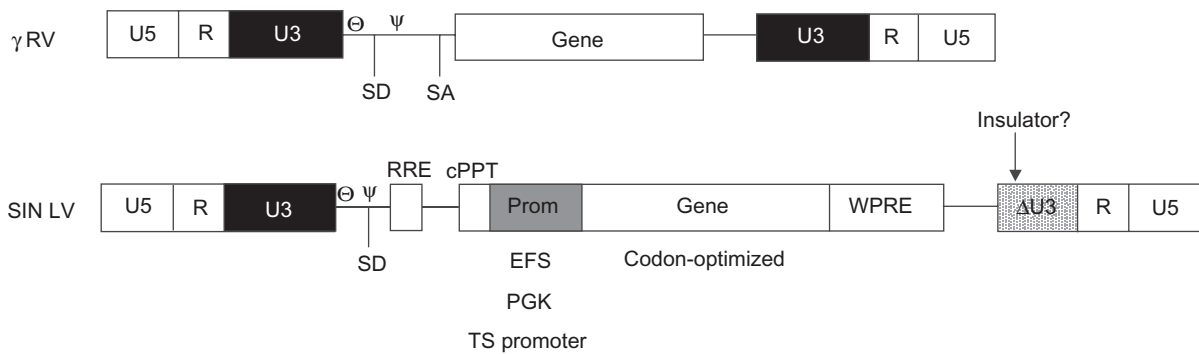 γ RV U5 R U3 Θ ψ Gene U3 R U5
SD SA
Insulator?
RRE cPPT
SIN LV U5 R U3 Θ ψ Prom Gene WPRE ΔU3 R U5
SD
EFS Codon-optimized
PGK
TS promoter